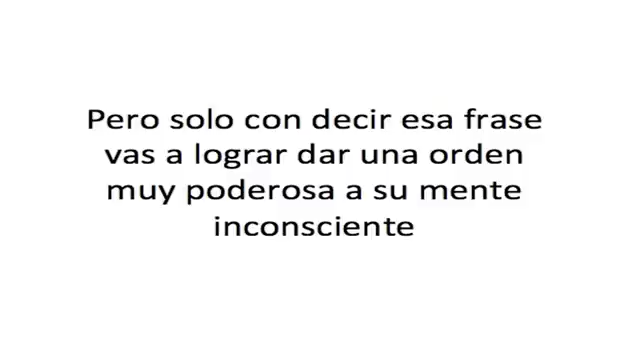 Pero solo con decir esa frase
vas a lograr dar una orden
muy poderosa a su mente
inconsciente